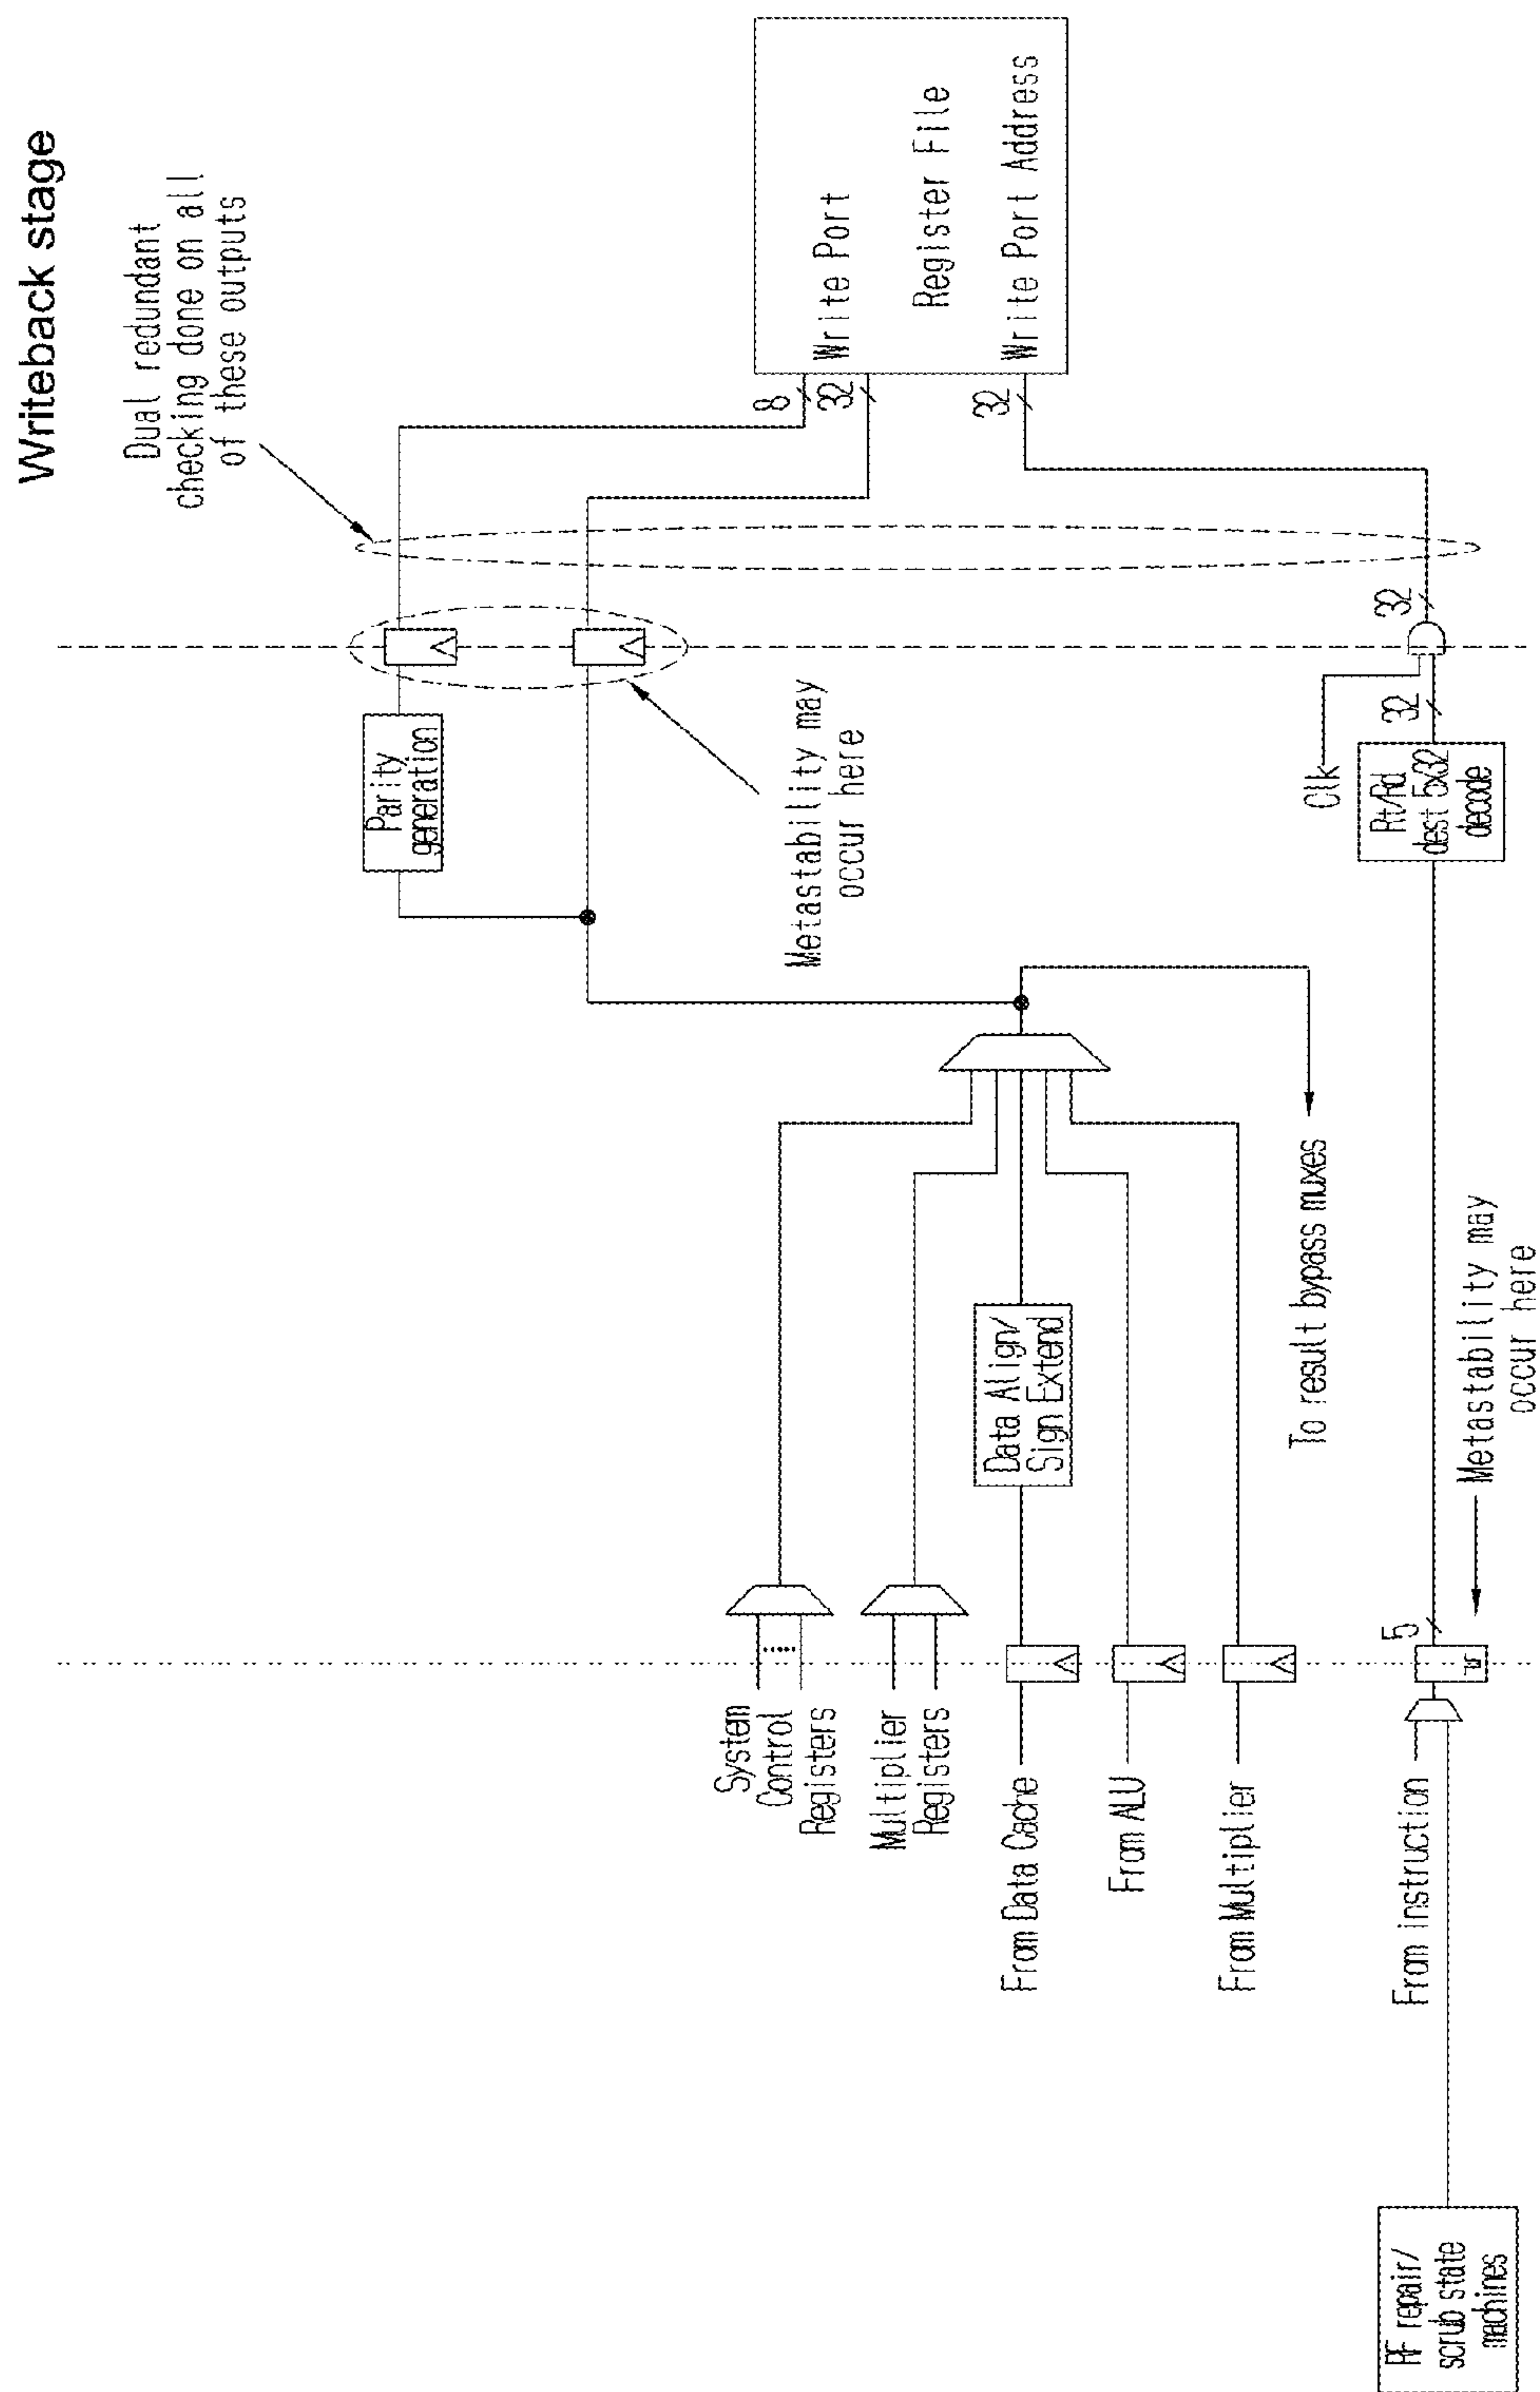 Writeback stage
Dual redundant
checking done on all
of these outputs
Parity
generation
8
32
Write Port
Register File
32
Write Port Address
Metastability may
occur here
System
Control
Registers
Multiplier
Registers
From Data Cache
Data Align/
Sign Extend
From ALU
From Multiplier
To result bypass muxes
Clk
RF repair/
scrub state
machines
From instruction
5
Rt/Rd
dest 5x32
decode
32
32
Metastability may
occur here